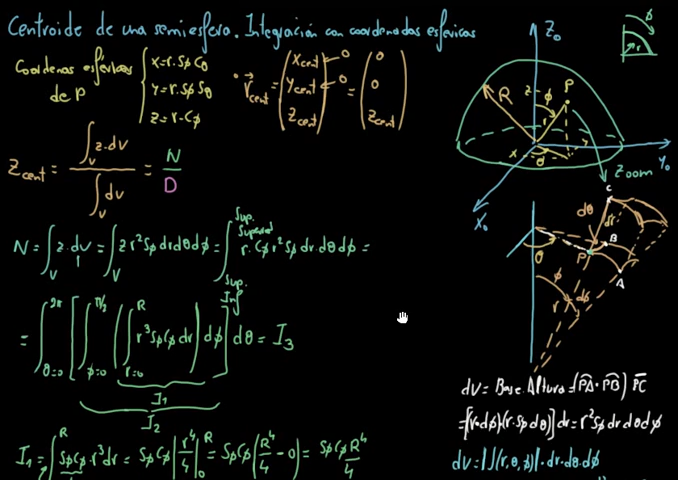 Centroide de una semiesfera. Integración con coordenadas esféricas
Coordenas esféricas de P { x=r·Sϕ Cθ
y=r·Sϕ Sθ
z=r·Cϕ
r⃗cent = (xcent ycent zcent) = (0 0 zcent)
0
0
Zcent = ∫V z·dV / ∫V dV = N / D
N = ∫V z·dV = ∫V z r² Sϕ dr dθ dϕ = ∫ r·Cϕ r² Sϕ dr·dθ dϕ =
Sup.
Superior
Sup.
Inf
= ∫θ=0^2π [ ∫ϕ=0^π/2 ( ∫r=0^R r³ Sϕ Cϕ dr ) dϕ ] dθ = I3
I1
I2
I1 = ∫^R Sϕ Cϕ · r³ dr = Sϕ Cϕ | r⁴/4 |0^R = Sϕ Cϕ ( R⁴/4 - 0 ) = Sϕ Cϕ R⁴/4
Z0
ϕ
r
R
z
ϕ
P
r
x
θ
y
Y0
X0
Zoom
C
dθ
dr
B
θ
P
A
ϕ
r
dϕ
dV = Base·Altura = (PA·PB) PC
=[(r·dϕ)(r·Sϕ dθ)] dr = r² Sϕ dr dθ dϕ
dV = |J(r,θ,ϕ)|·dr·dθ·dϕ